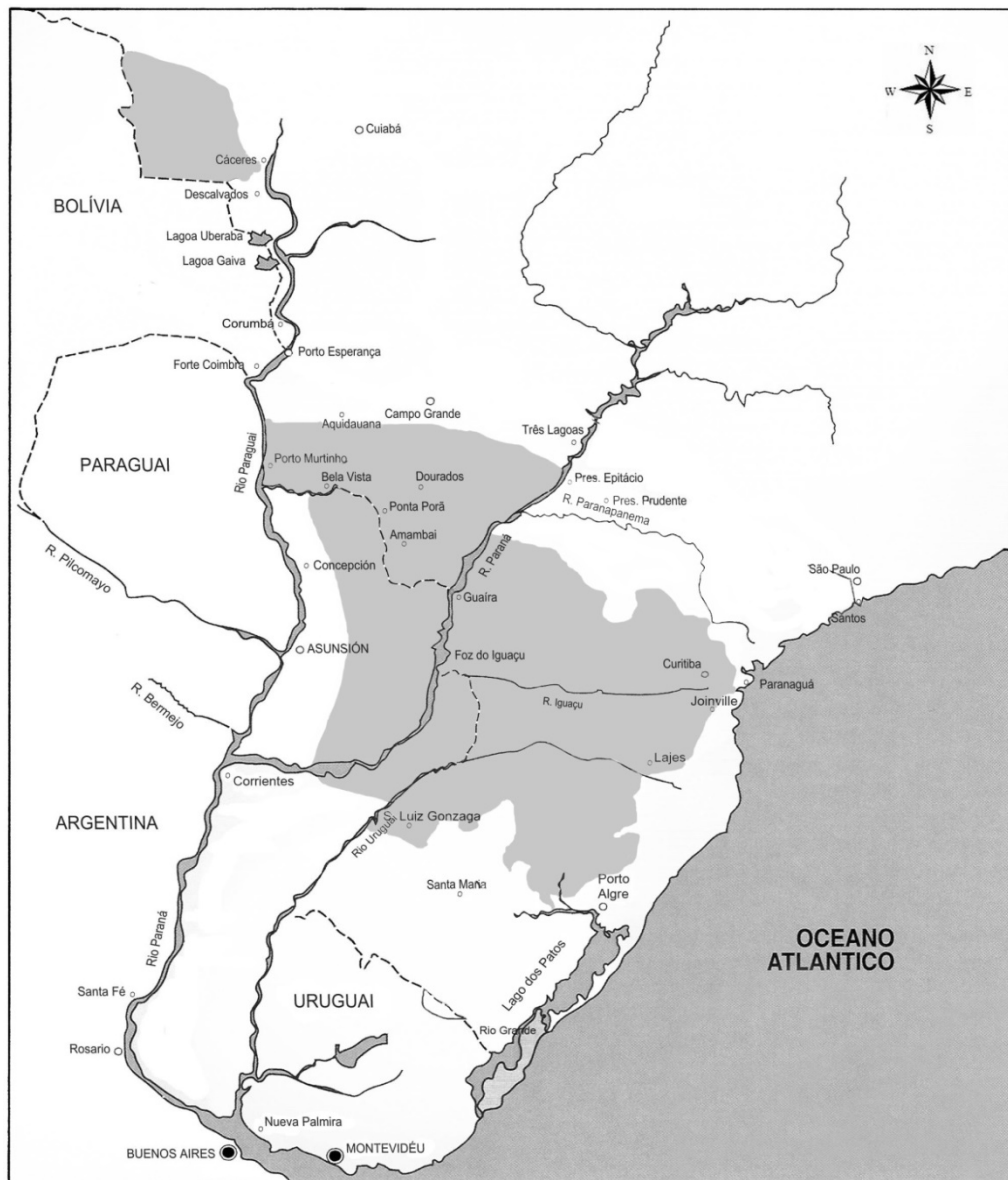 N
W E
S
Cuiabá
Cáceres
Descalvados
BOLÍVIA
Lagoa Uberaba
Lagoa Gaiva
Corumbá
Porto Esperança
Forte Coimbra
Campo Grande
Aquidauana
Três Lagoas
PARAGUAI
Rio Paraguai
Porto Murtinho
Bela Vista
Dourados
Pres. Epitácio
Pres. Prudente
R. Paranapanema
Ponta Porã
Amambai
R. Paraná
R. Pilcomayo
Concepción
São Paulo
Santos
Guaíra
ASUNSIÓN
Foz do Iguaçu
Curitiba
Paranaguá
R. Bermejo
R. Iguaçu
Joinville
Lajes
Corrientes
ARGENTINA
S. Luiz Gonzaga
Rio Uruguai
Santa Maria
Porto
Algre
Rio Paraná
OCEANO
ATLANTICO
Lago dos Patos
Santa Fé
URUGUAI
Rio Grande
Rosario
Nueva Palmira
BUENOS AIRES
MONTEVIDÉU